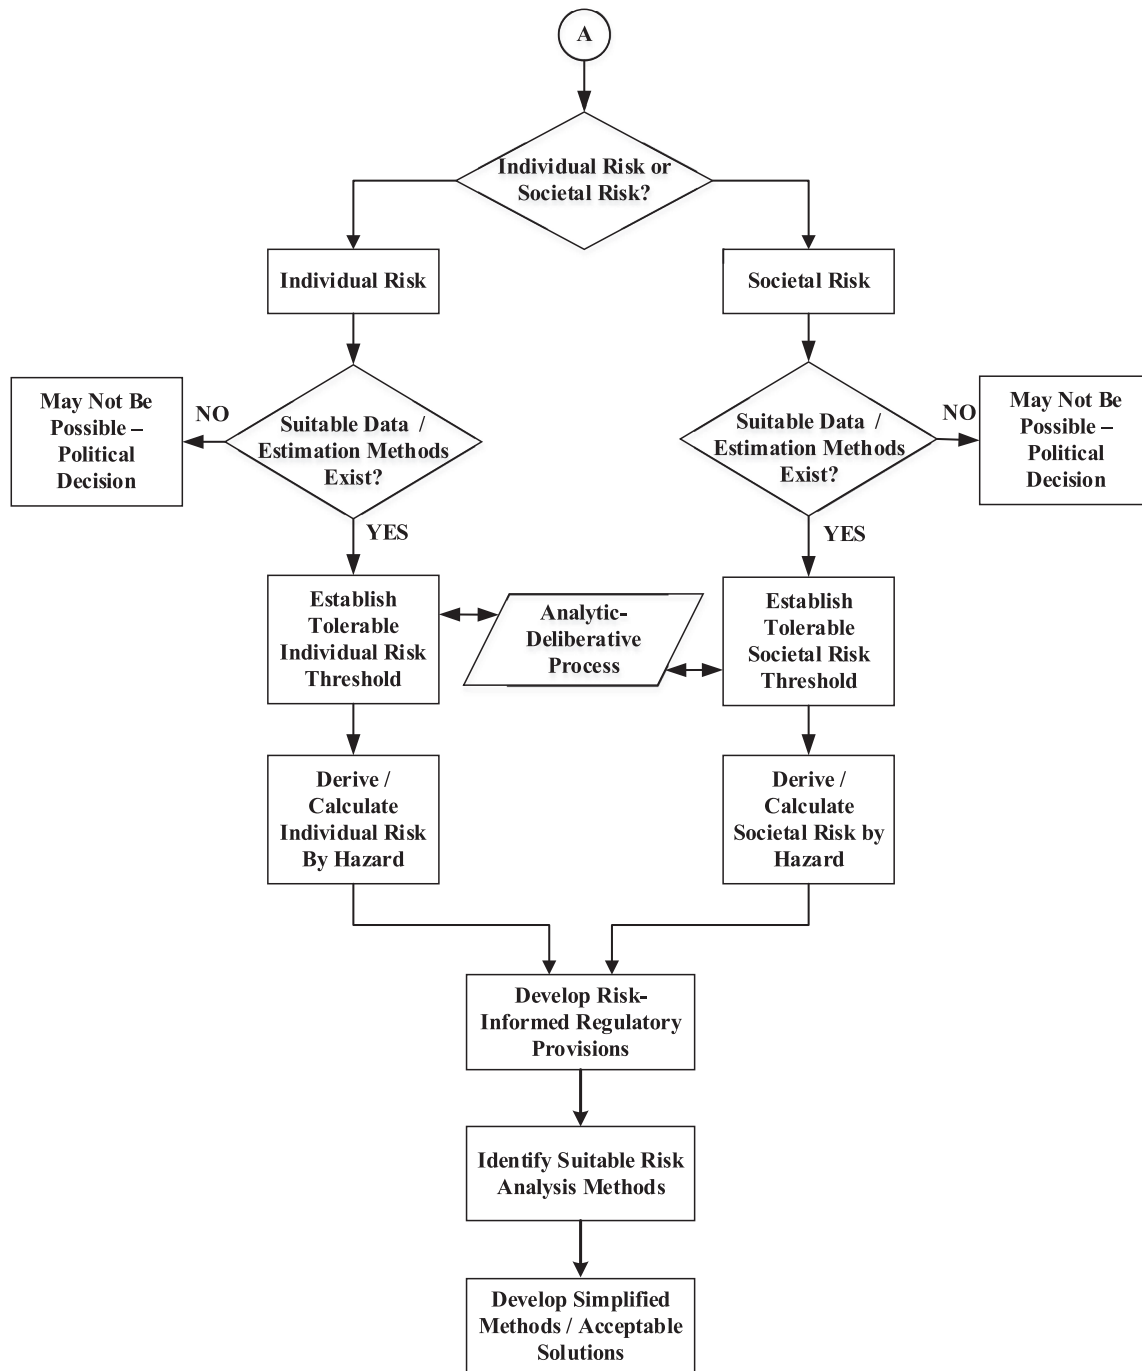 A
Individual Risk or
Societal Risk?
Individual Risk
Societal Risk
May Not Be
Possible –
Political
Decision
NO
Suitable Data /
Estimation Methods
Exist?
YES
Suitable Data /
Estimation Methods
Exist?
NO
May Not Be
Possible –
Political
Decision
YES
Establish
Tolerable
Individual Risk
Threshold
Analytic-
Deliberative
Process
Establish
Tolerable
Societal Risk
Threshold
Derive /
Calculate
Individual Risk
By Hazard
Derive /
Calculate
Societal Risk by
Hazard
Develop Risk-
Informed Regulatory
Provisions
Identify Suitable Risk
Analysis Methods
Develop Simplified
Methods / Acceptable
Solutions